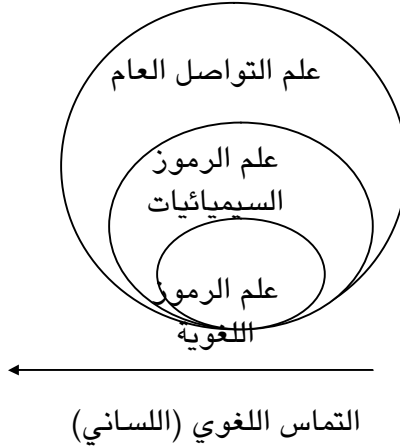 علم التواصل العام
علم الرموز
السيميائيات
علم الرموز
اللغوية
التماس اللغوي (اللساني)